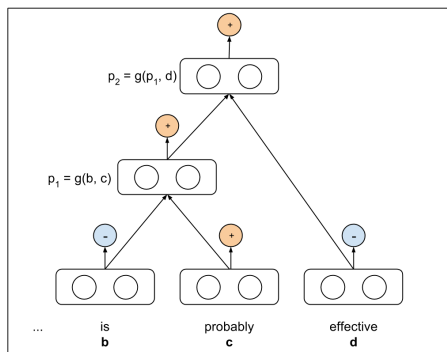 +
p2 = g(p1, d)
+
p1 = g(b, c)
- + -
... is probably effective
b c d